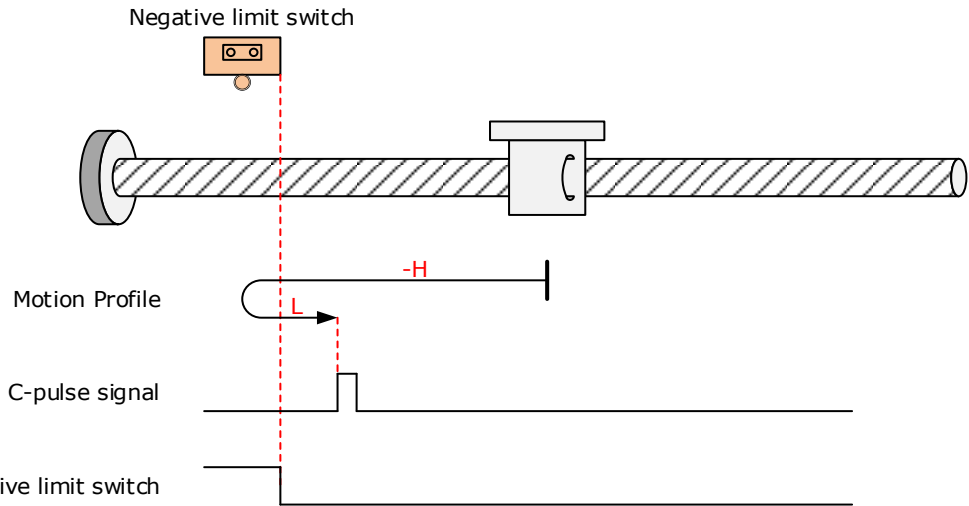 Negative limit switch
-H
Motion Profile
L
C-pulse signal
ive limit switch